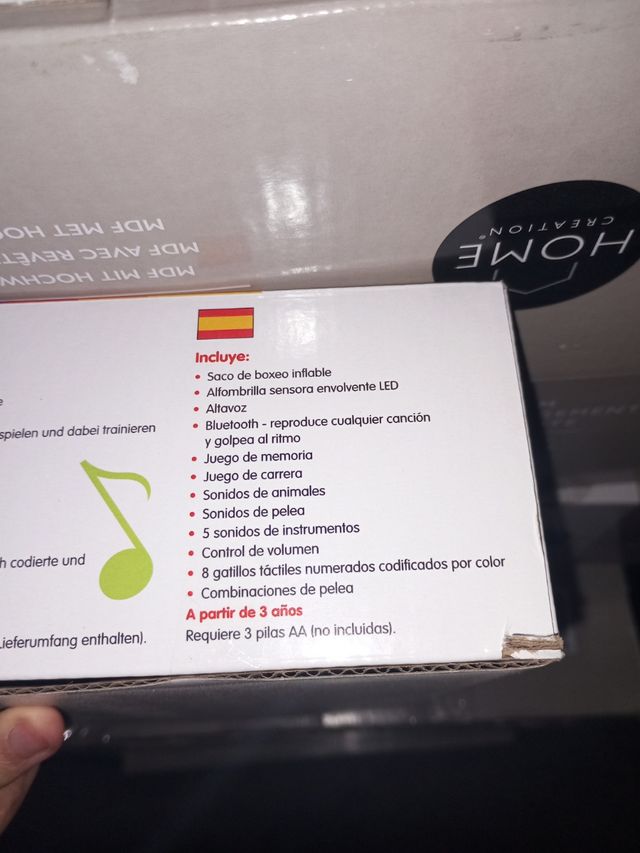 HOME
CREATION®
MDF MIT HOCHW
MDF AVEC REVÊT
MDF MET HOO
Incluye:
• Saco de boxeo inflable
• Alfombrilla sensora envolvente LED
• Altavoz
• Bluetooth - reproduce cualquier canción
y golpea al ritmo
• Juego de memoria
• Juego de carrera
• Sonidos de animales
• Sonidos de pelea
• 5 sonidos de instrumentos
• Control de volumen
• 8 gatillos táctiles numerados codificados por color
• Combinaciones de pelea
A partir de 3 años
Requiere 3 pilas AA (no incluidas).
e
spielen und dabei trainieren
h codierte und
Lieferumfang enthalten).